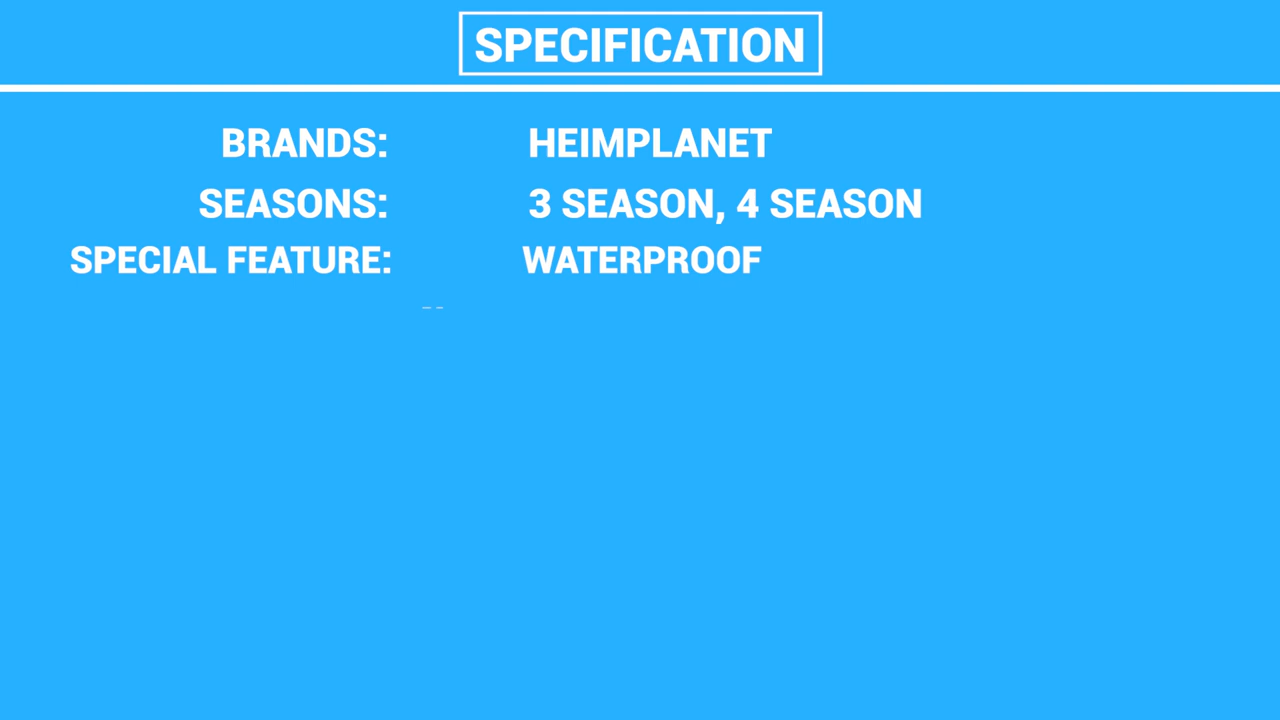 SPECIFICATION
BRANDS: HEIMPLANET
SEASONS: 3 SEASON, 4 SEASON
SPECIAL FEATURE: WATERPROOF